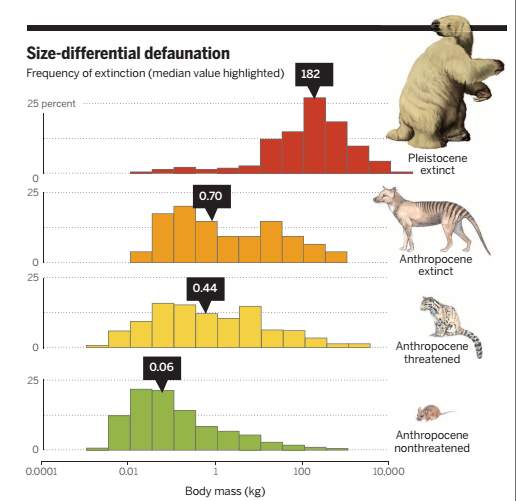 Size-differential defaunation
Frequency of extinction (median value highlighted)
182
25 percent
0
Pleistocene
extinct
0.70
25
0
Anthropocene
extinct
0.44
25
0
Anthropocene
threatened
0.06
25
0
Anthropocene
nonthreatened
0.0001
0.01
1
100
10,000
Body mass (kg)